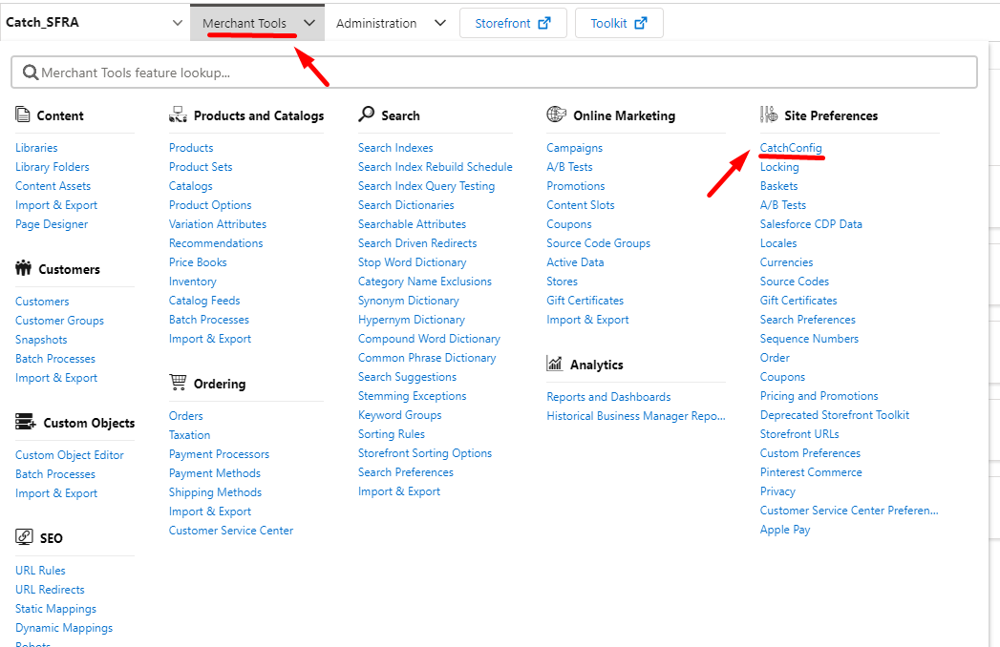 Catch_SFRA
Merchant Tools
Administration
Storefront
Toolkit
Merchant Tools feature lookup...
Content
Libraries
Library Folders
Content Assets
Import & Export
Page Designer
Customers
Customers
Customer Groups
Snapshots
Batch Processes
Import & Export
Custom Objects
Custom Object Editor
Batch Processes
Import & Export
SEO
URL Rules
URL Redirects
Static Mappings
Dynamic Mappings
Robots
Products and Catalogs
Products
Product Sets
Catalogs
Product Options
Variation Attributes
Recommendations
Price Books
Inventory
Catalog Feeds
Batch Processes
Import & Export
Ordering
Orders
Taxation
Payment Processors
Payment Methods
Shipping Methods
Import & Export
Customer Service Center
Search
Search Indexes
Search Index Rebuild Schedule
Search Index Query Testing
Search Dictionaries
Searchable Attributes
Search Driven Redirects
Stop Word Dictionary
Category Name Exclusions
Synonym Dictionary
Hypernym Dictionary
Compound Word Dictionary
Common Phrase Dictionary
Search Suggestions
Stemming Exceptions
Keyword Groups
Sorting Rules
Storefront Sorting Options
Search Preferences
Import & Export
Online Marketing
Campaigns
A/B Tests
Promotions
Content Slots
Coupons
Source Code Groups
Active Data
Stores
Gift Certificates
Import & Export
Analytics
Reports and Dashboards
Historical Business Manager Repo...
Site Preferences
CatchConfig
Locking
Baskets
A/B Tests
Salesforce CDP Data
Locales
Currencies
Source Codes
Gift Certificates
Search Preferences
Sequence Numbers
Order
Coupons
Pricing and Promotions
Deprecated Storefront Toolkit
Storefront URLs
Custom Preferences
Pinterest Commerce
Privacy
Customer Service Center Preferen...
Apple Pay